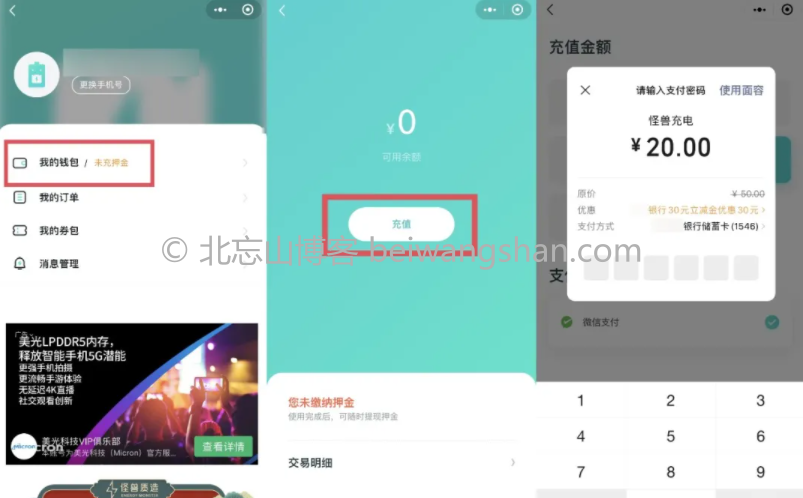 更换手机号
我的钱包 / 未充押金
我的订单
我的券包
消息管理
广告
美光LPDDR5内存，
释放智能手机5G潜能
更强手机拍摄
更流畅手游体验
无延迟4K直播
社交观看创新
Micron
美光科技VIP俱乐部
本账号为美光科技（Micron）官方服...
查看详情
怪兽质造
¥0
可用余额
充值
您未缴纳押金
使用完成后，可随时提现押金
交易明细
充值金额
请输入支付密码
使用面容
怪兽充电
¥ 20.00
原价
¥ 50.00
优惠
银行30元立减金优惠30元
支付方式
银行储蓄卡 (1546)
支
微信支付
1
2
3
4
5
6
7
8
9
© 北忘山博客-beiwangshan.com